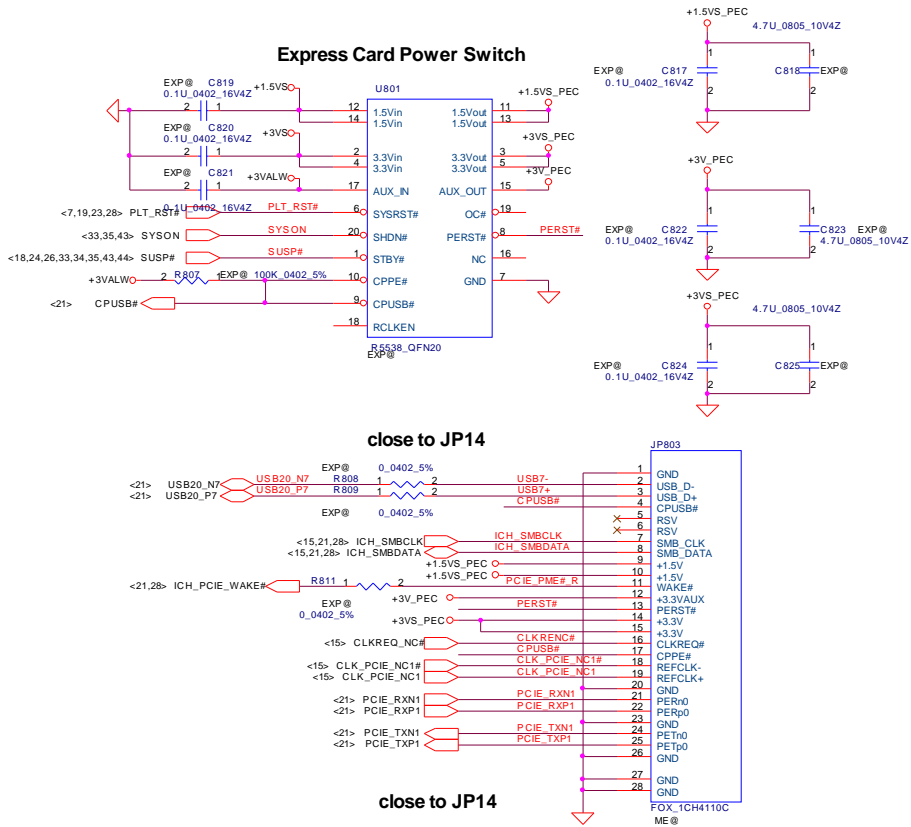 Express Card Power Switch
+1.5VS_PEC
4.7U_0805_10V4Z
EXP@ C817 1 2
0.1U_0402_16V4Z
C818 EXP@ 1 2
+3V_PEC
EXP@ C822 1 2
0.1U_0402_16V4Z
C823 EXP@ 1 2
4.7U_0805_10V4Z
+3VS_PEC
4.7U_0805_10V4Z
EXP@ C824 1 2
0.1U_0402_16V4Z
C825 EXP@ 1 2
EXP@ C819
0.1U_0402_16V4Z
2 1
+1.5VS
EXP@ C820
0.1U_0402_16V4Z
2 1
+3VS
EXP@ C821
2 1
0.1U_0402_16V4Z
+3VALW
U801
12 1.5Vin 1.5Vout 11
14 1.5Vin 1.5Vout 13
+1.5VS_PEC
2 3.3Vin 3.3Vout 3
4 3.3Vin 3.3Vout 5
+3VS_PEC
17 AUX_IN AUX_OUT 15
+3V_PEC
<7,19,23,28> PLT_RST# PLT_RST# 6 SYSRST# OC# 19
<33,35,43> SYSON SYSON 20 SHDN# PERST# 8 PERST#
<18,24,26,33,34,35,43,44> SUSP# SUSP# 1 STBY# NC 16
+3VALW 2 R807 1 EXP@ 100K_0402_5% 10 CPPE# GND 7
<21> CPUSB# 9 CPUSB#
18 RCLKEN
R5538_QFN20
EXP@
close to JP14
JP803
1 GND
EXP@ 0_0402_5%
<21> USB20_N7 USB20_N7 R808 1 2 USB7- 2 USB_D-
<21> USB20_P7 USB20_P7 R809 1 2 USB7+ 3 USB_D+
EXP@ 0_0402_5%
CPUSB# 4 CPUSB#
5 RSV
6 RSV
<15,21,28> ICH_SMBCLK ICH_SMBCLK 7 SMB_CLK
<15,21,28> ICH_SMBDATA ICH_SMBDATA 8 SMB_DATA
+1.5VS_PEC 9 +1.5V
+1.5VS_PEC 10 +1.5V
<21,28> ICH_PCIE_WAKE# R811 1 2 PCIE_PME#_R 11 WAKE#
EXP@
0_0402_5%
+3V_PEC 12 +3.3VAUX
PERST# 13 PERST#
+3VS_PEC 14 +3.3V
15 +3.3V
<15> CLKREQ_NC# CLKRENC# 16 CLKREQ#
CPUSB# 17 CPPE#
<15> CLK_PCIE_NC1# CLK_PCIE_NC1# 18 REFCLK-
<15> CLK_PCIE_NC1 CLK_PCIE_NC1 19 REFCLK+
20 GND
<21> PCIE_RXN1 PCIE_RXN1 21 PERn0
<21> PCIE_RXP1 PCIE_RXP1 22 PERp0
23 GND
<21> PCIE_TXN1 PCIE_TXN1 24 PETn0
<21> PCIE_TXP1 PCIE_TXP1 25 PETp0
26 GND
27 GND
28 GND
FOX_1CH4110C
ME@
close to JP14